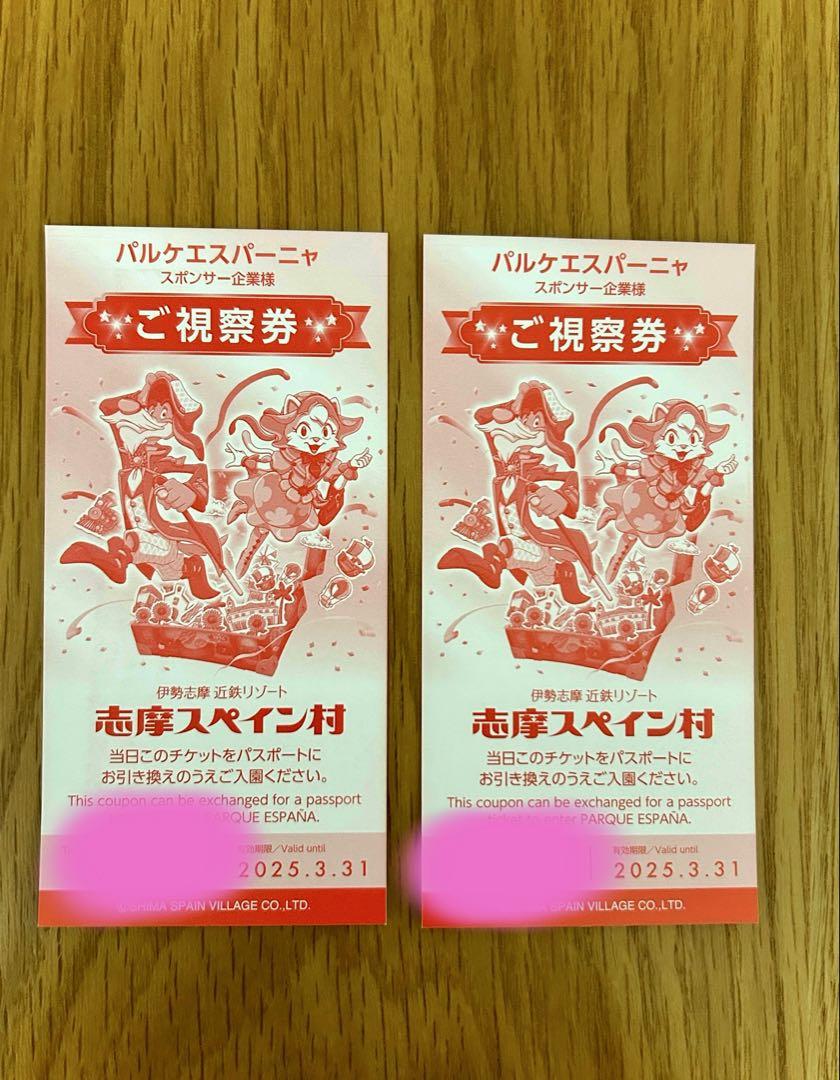 パルケエスパーニャ
スポンサー企業様
ご視察券
伊勢志摩 近鉄リゾート
志摩スペイン村
当日このチケットをパスポートに
お引き換えのうえご入園ください。
This coupon can be exchanged for a passport
PARQUE ESPAÑA.
有効期限/Valid until
2025.3.31
©SHIMA SPAIN VILLAGE CO.,LTD.
パルケエスパーニャ
スポンサー企業様
ご視察券
伊勢志摩 近鉄リゾート
志摩スペイン村
当日このチケットをパスポートに
お引き換えのうえご入園ください。
This coupon can be exchanged for a passport
ticket to enter PARQUE ESPAÑA.
有効期限/Valid until
2025.3.31
SPAIN VILLAGE CO.,LTD.